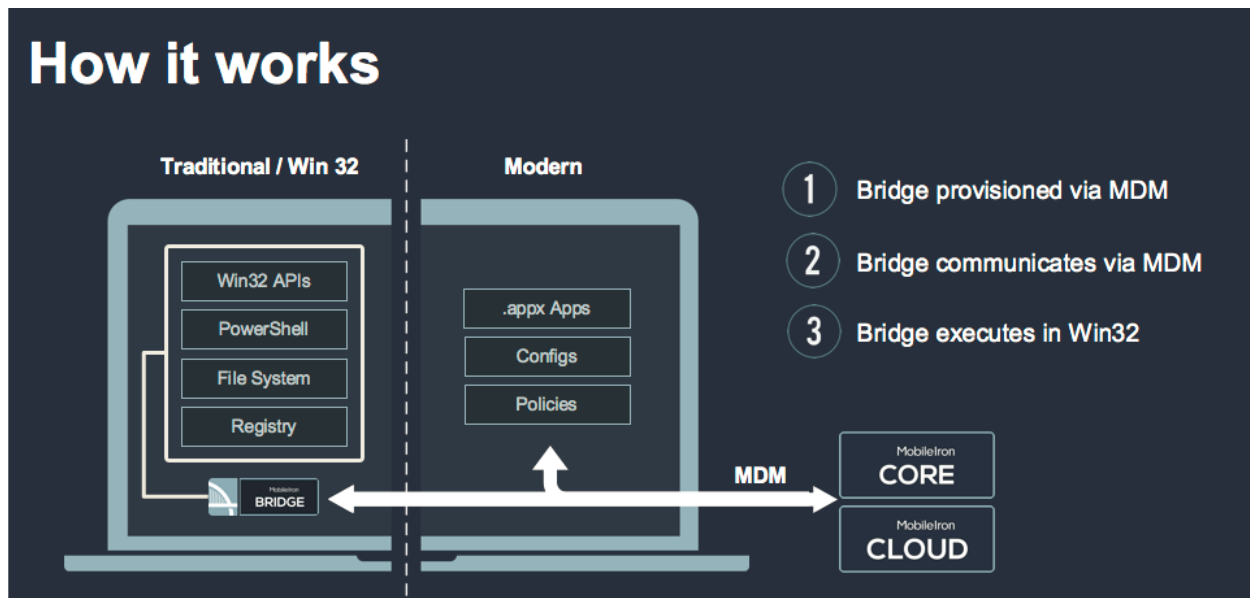 How it works
Traditional / Win 32
Modern
Win32 APIs
PowerShell
File System
Registry
MobileIron
BRIDGE
.appx Apps
Configs
Policies
MDM
1
Bridge provisioned via MDM
2
Bridge communicates via MDM
3
Bridge executes in Win32
MobileIron
CORE
MobileIron
CLOUD